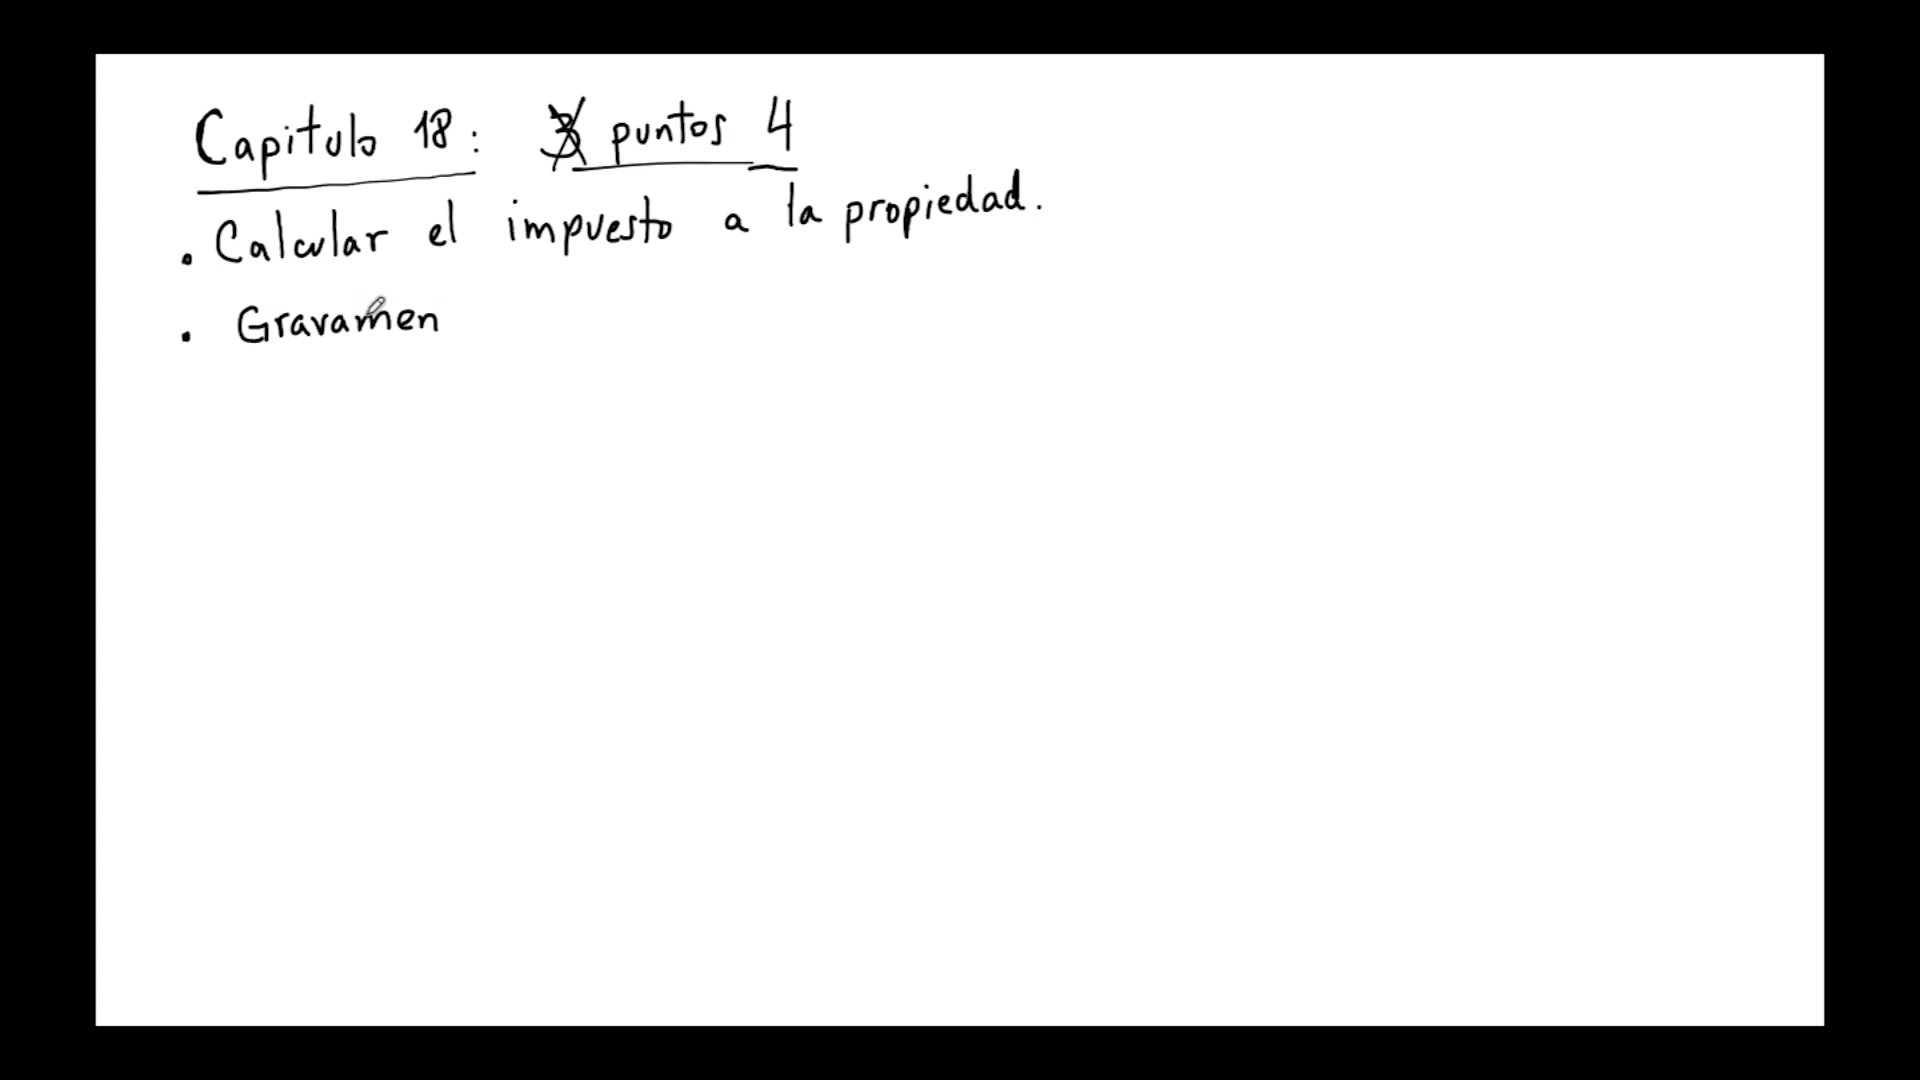 Capitulo 18: 3 puntos 4
. Calcular el impuesto a la propiedad.
. Gravamen